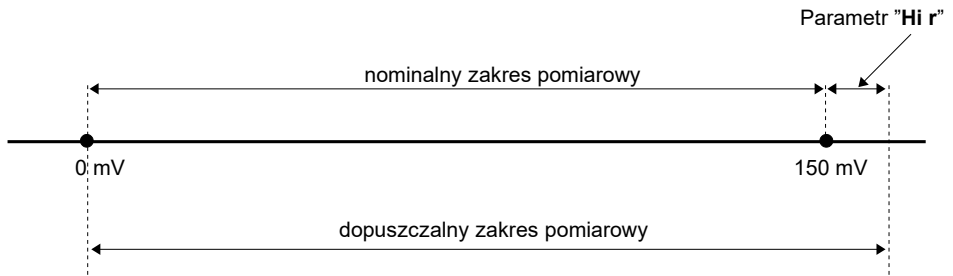 Parametr ”Hi r”
nominalny zakres pomiarowy
0 mV
150 mV
dopuszczalny zakres pomiarowy